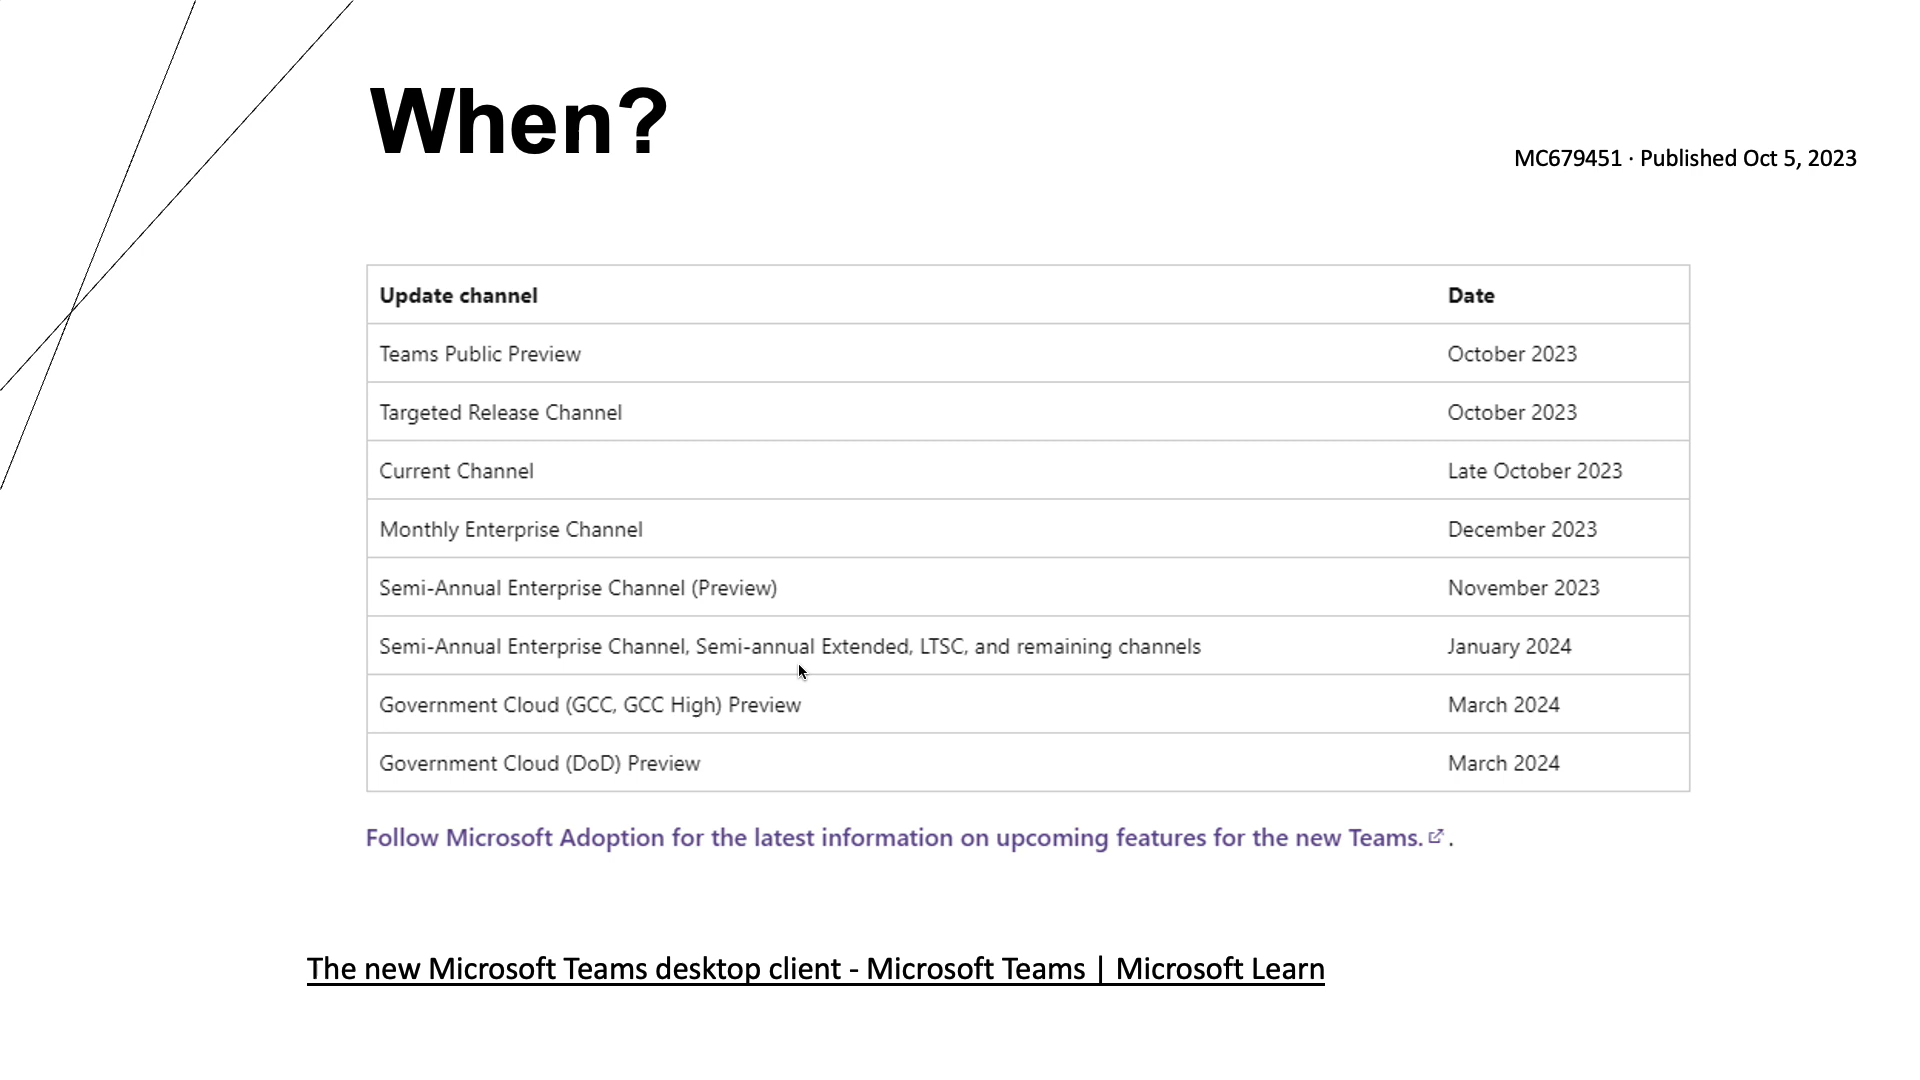 When?
MC679451 · Published Oct 5, 2023
Update channel Date
Teams Public Preview October 2023
Targeted Release Channel October 2023
Current Channel Late October 2023
Monthly Enterprise Channel December 2023
Semi-Annual Enterprise Channel (Preview) November 2023
Semi-Annual Enterprise Channel, Semi-annual Extended, LTSC, and remaining channels January 2024
Government Cloud (GCC, GCC High) Preview March 2024
Government Cloud (DoD) Preview March 2024
Follow Microsoft Adoption for the latest information on upcoming features for the new Teams. .
The new Microsoft Teams desktop client - Microsoft Teams | Microsoft Learn